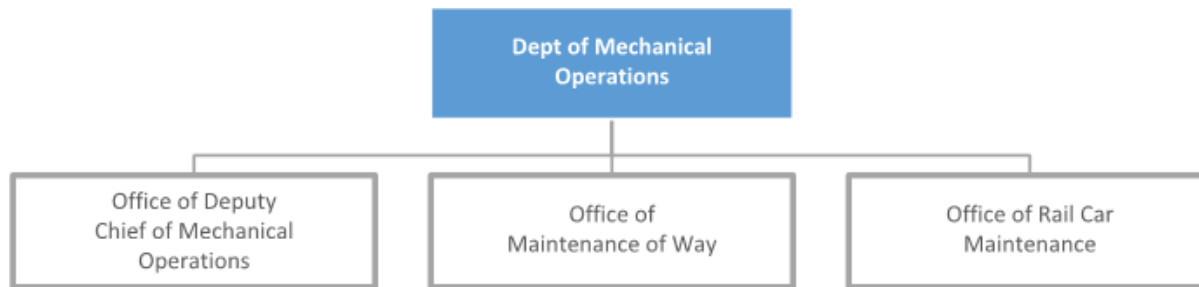 Dept of Mechanical
Operations
Office of Deputy
Chief of Mechanical
Operations
Office of
Maintenance of Way
Office of Rail Car
Maintenance